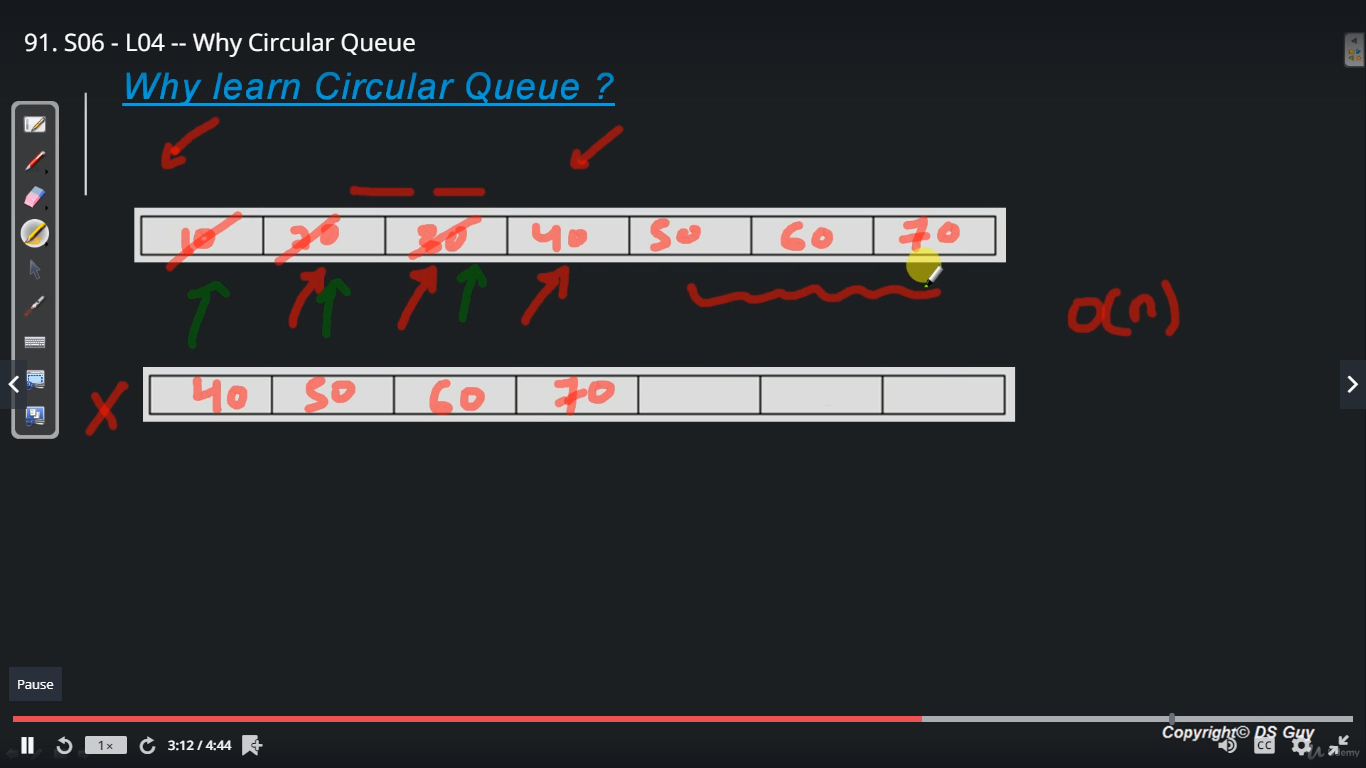 91. S06 - L04 -- Why Circular Queue
Why learn Circular Queue ?
10 20 30 40 50 60 70
O(n)
X 40 50 60 70
Pause
Copyright© DS Guy
1× 3:12 / 4:44 CC